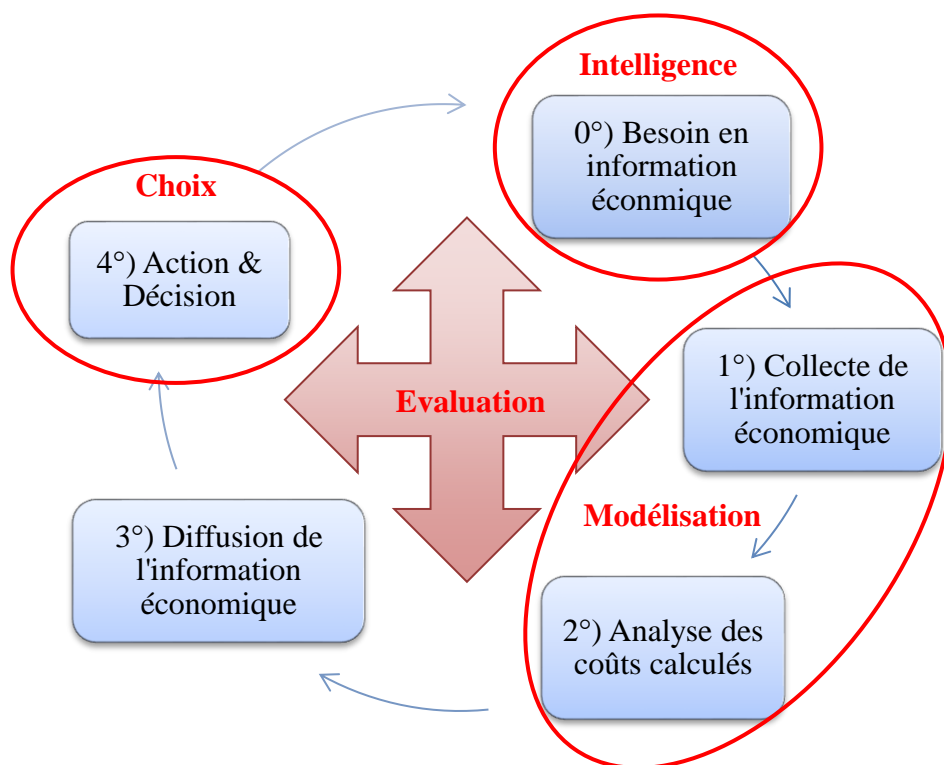 Intelligence
0°) Besoin en
information
éconmique
Choix
4°) Action &
Décision
1°) Collecte de
l'information
économique
Evaluation
Modélisation
3°) Diffusion de
l'information
économique
2°) Analyse des
coûts calculés